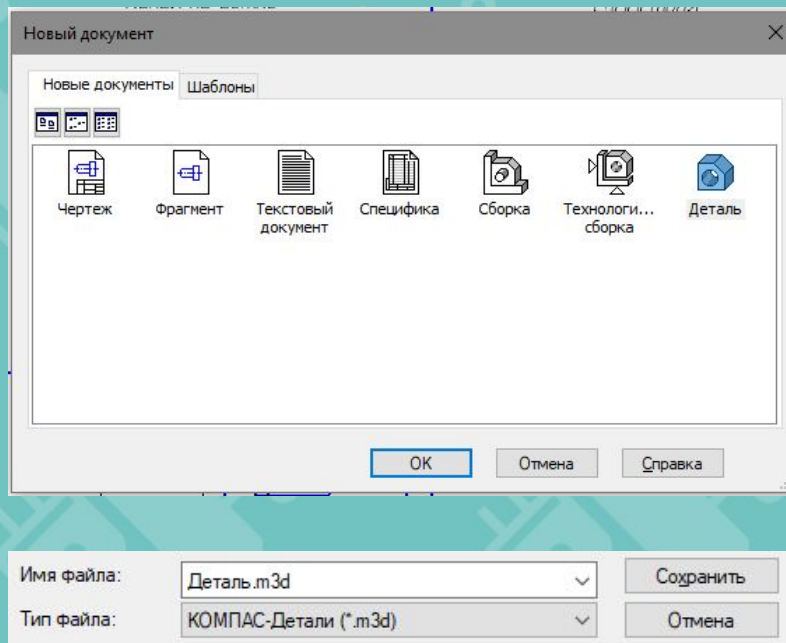 Новый документ
Новые документы Шаблоны
Чертеж Фрагмент Текстовый документ Специфика Сборка Технологи... сборка Деталь
OK Отмена Справка
Имя файла: Деталь.m3d Сохранить
Тип файла: КОМПАС-Детали (*.m3d) Отмена